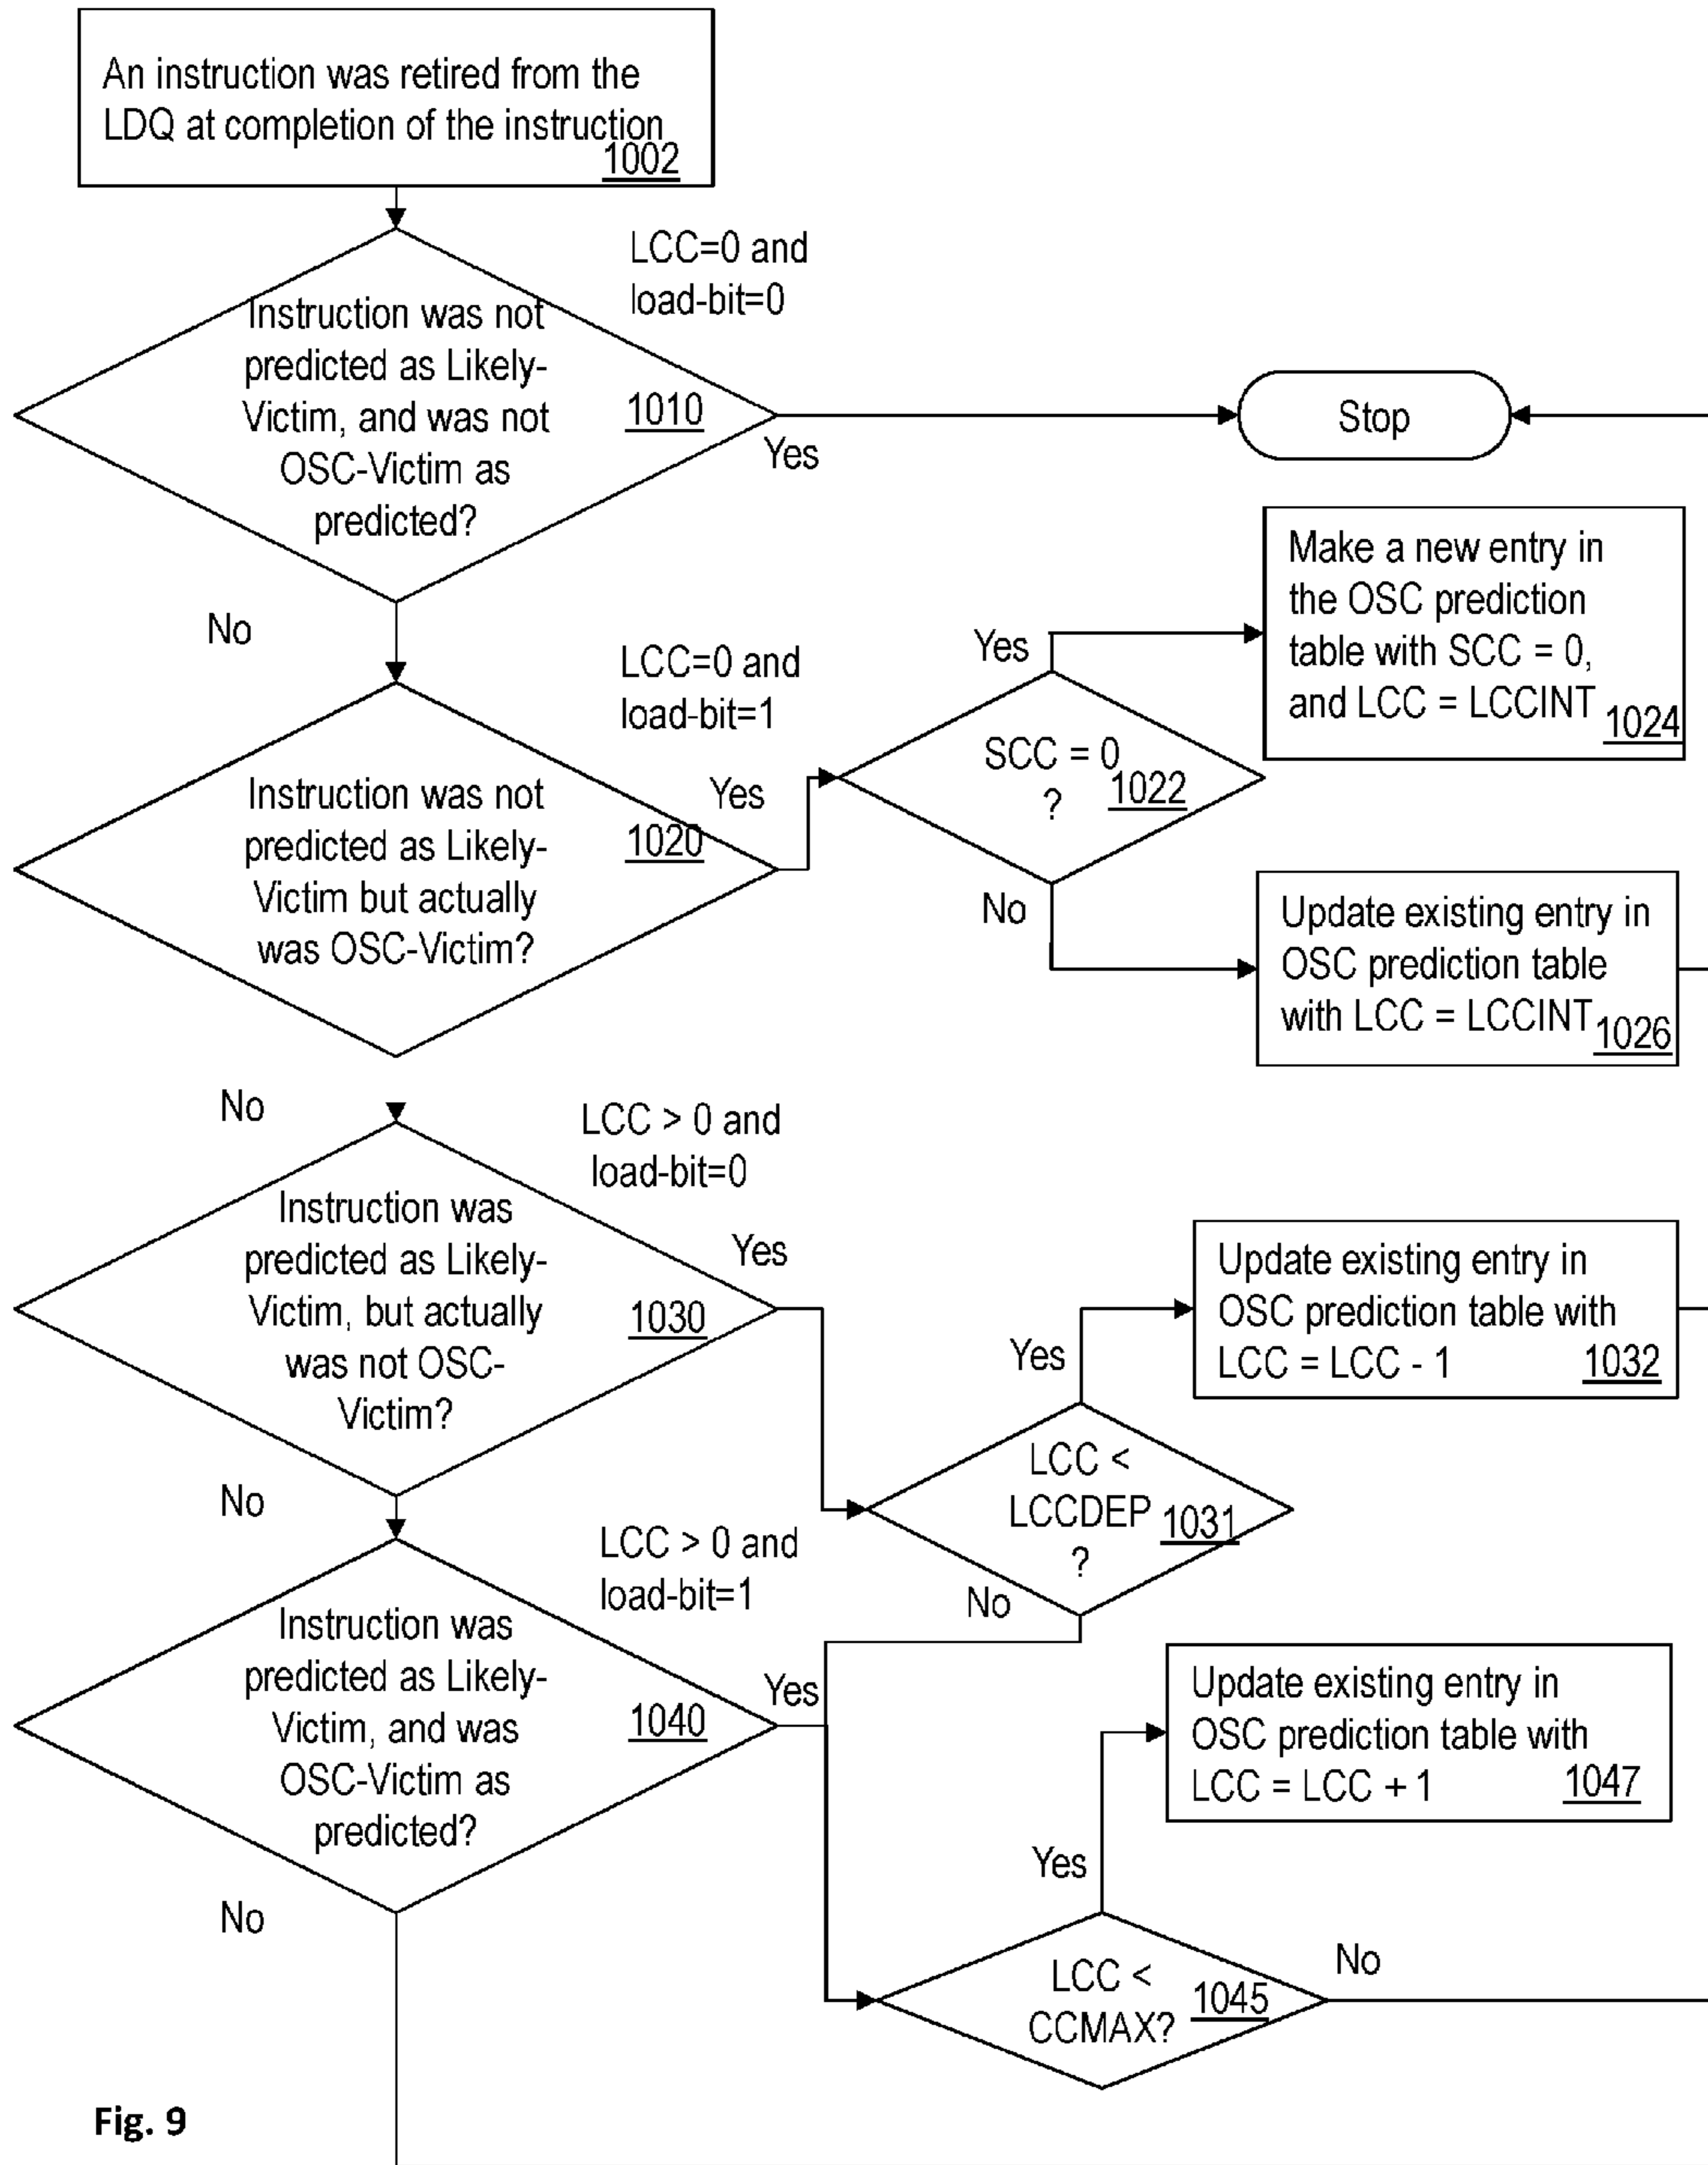 An instruction was retired from the
LDQ at completion of the instruction
1002
LCC=0 and
load-bit=0
Instruction was not
predicted as Likely-
Victim, and was not
OSC-Victim as
predicted?
1010
Yes
Stop
No
LCC=0 and
load-bit=1
Instruction was not
predicted as Likely-
Victim but actually
was OSC-Victim?
1020
Yes
SCC = 0
?
1022
Yes
Make a new entry in
the OSC prediction
table with SCC = 0,
and LCC = LCCINT
1024
No
Update existing entry in
OSC prediction table
with LCC = LCCINT
1026
No
LCC > 0 and
load-bit=0
Instruction was
predicted as Likely-
Victim, but actually
was not OSC-
Victim?
1030
Yes
LCC <
LCCDEP
?
1031
Yes
Update existing entry in
OSC prediction table with
LCC = LCC - 1
1032
No
No
LCC > 0 and
load-bit=1
Instruction was
predicted as Likely-
Victim, and was
OSC-Victim as
predicted?
1040
Yes
Update existing entry in
OSC prediction table with
LCC = LCC + 1
1047
Yes
LCC <
CCMAX?
1045
No
No
Fig. 9